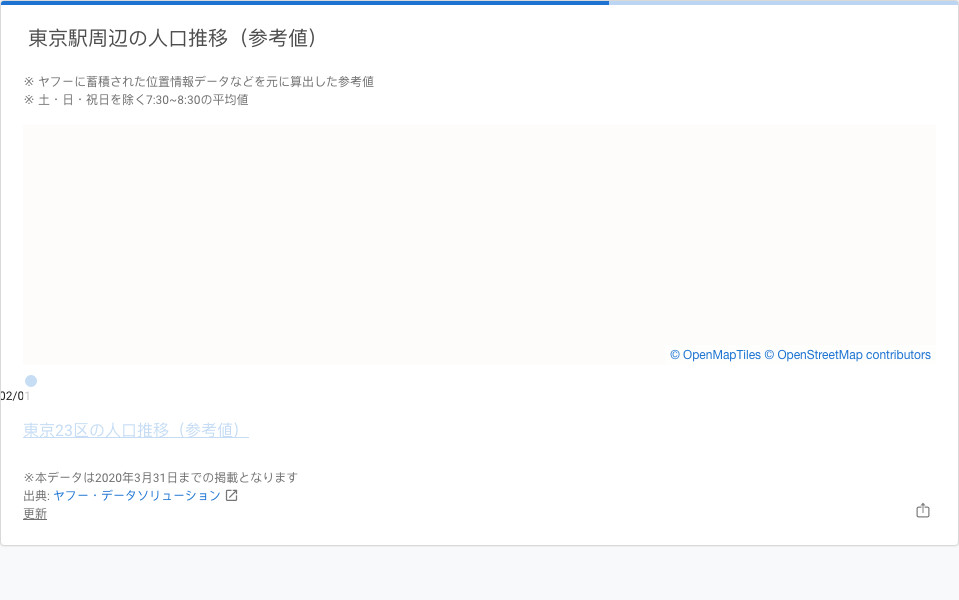 東京駅周辺の人口推移（参考値）
※ ヤフーに蓄積された位置情報データなどを元に算出した参考値
※ 土・日・祝日を除く7:30~8:30の平均値
© OpenMapTiles © OpenStreetMap contributors
02/01
東京23区の人口推移（参考値）
※本データは2020年3月31日までの掲載となります
出典: ヤフー・データソリューション
更新